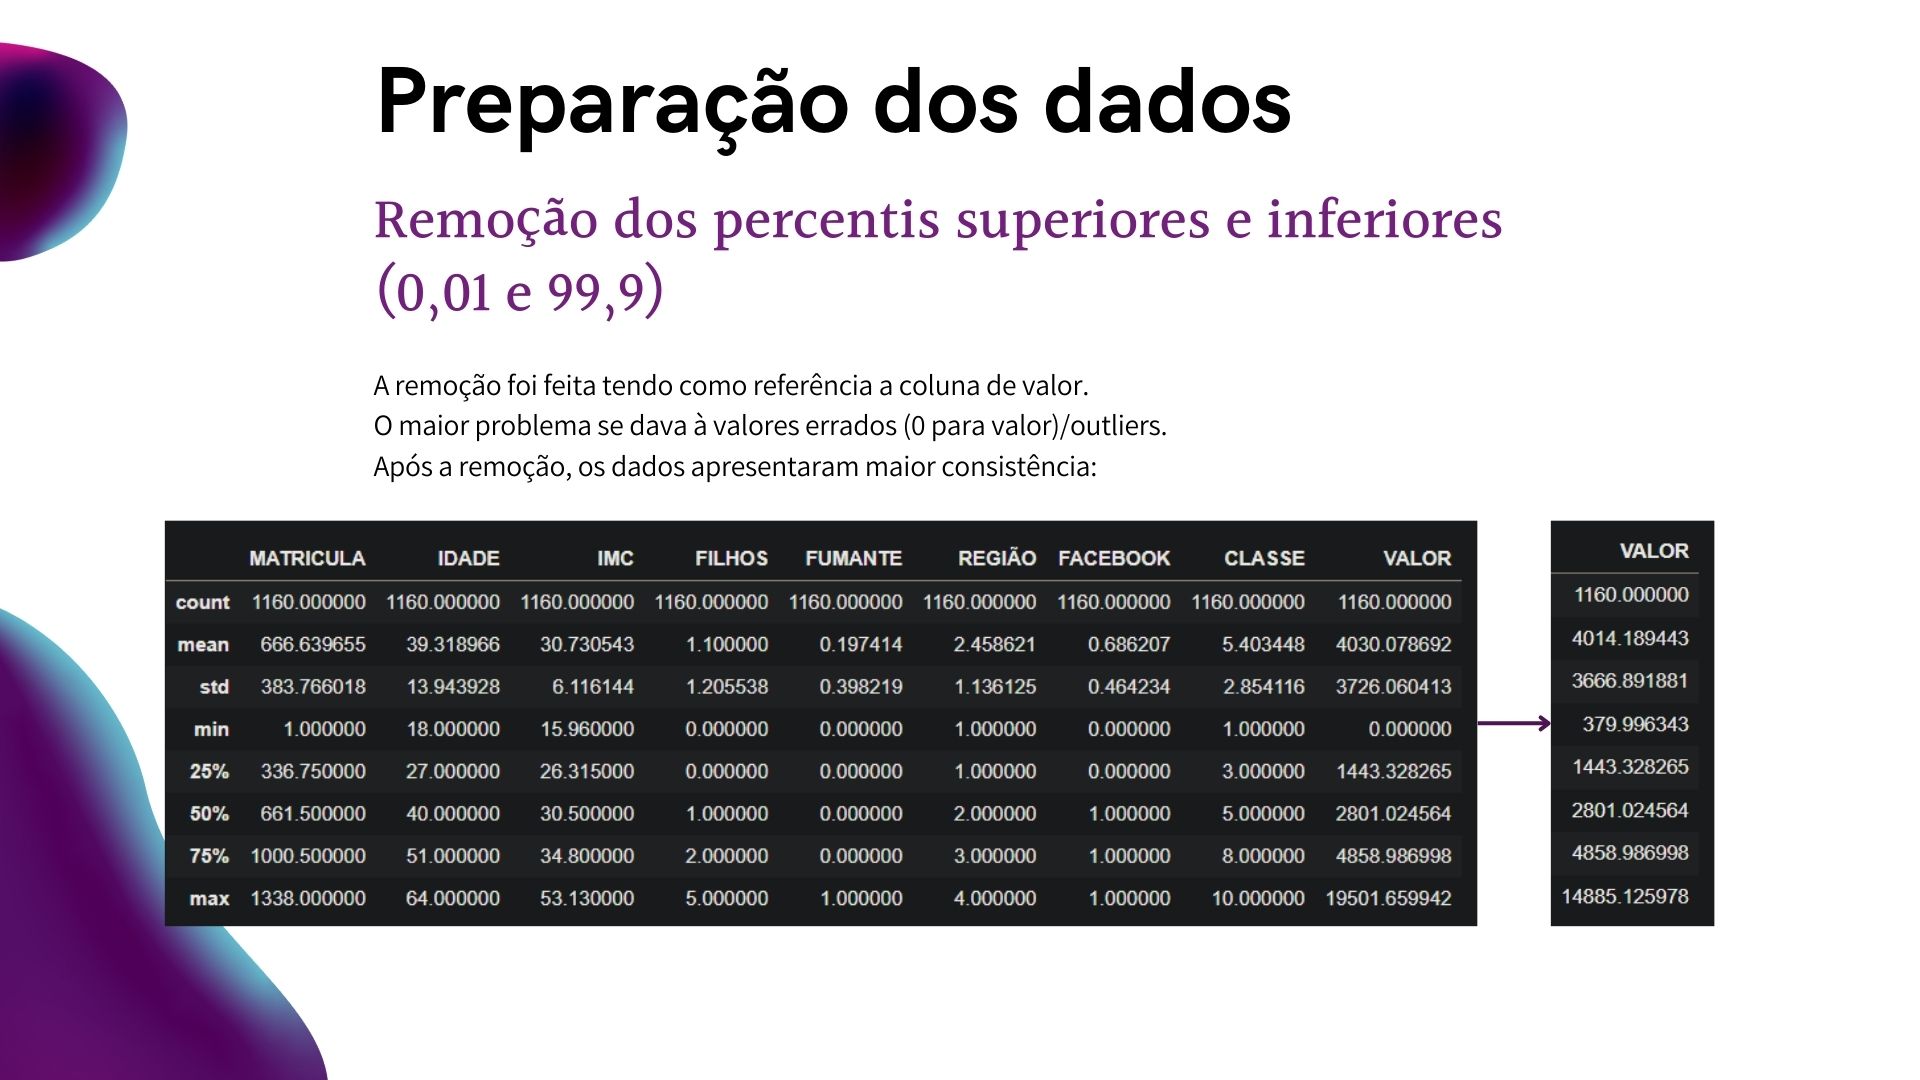 Preparação dos dados
Remoção dos percentis superiores e inferiores
(0,01 e 99,9)
A remoção foi feita tendo como referência a coluna de valor.
O maior problema se dava à valores errados (0 para valor)/outliers.
Após a remoção, os dados apresentaram maior consistência:
MATRICULA IDADE IMC FILHOS FUMANTE REGIÃO FACEBOOK CLASSE VALOR
count 1160.000000 1160.000000 1160.000000 1160.000000 1160.000000 1160.000000 1160.000000 1160.000000 1160.000000
mean 666.639655 39.318966 30.730543 1.100000 0.197414 2.458621 0.686207 5.403448 4030.078692
std 383.766018 13.943928 6.116144 1.205538 0.398219 1.136125 0.464234 2.854116 3726.060413
min 1.000000 18.000000 15.960000 0.000000 0.000000 1.000000 0.000000 1.000000 0.000000
25% 336.750000 27.000000 26.315000 0.000000 0.000000 1.000000 0.000000 3.000000 1443.328265
50% 661.500000 40.000000 30.500000 1.000000 0.000000 2.000000 1.000000 5.000000 2801.024564
75% 1000.500000 51.000000 34.800000 2.000000 0.000000 3.000000 1.000000 8.000000 4858.986998
max 1338.000000 64.000000 53.130000 5.000000 1.000000 4.000000 1.000000 10.000000 19501.659942
VALOR
1160.000000
4014.189443
3666.891881
379.996343
1443.328265
2801.024564
4858.986998
14885.125978